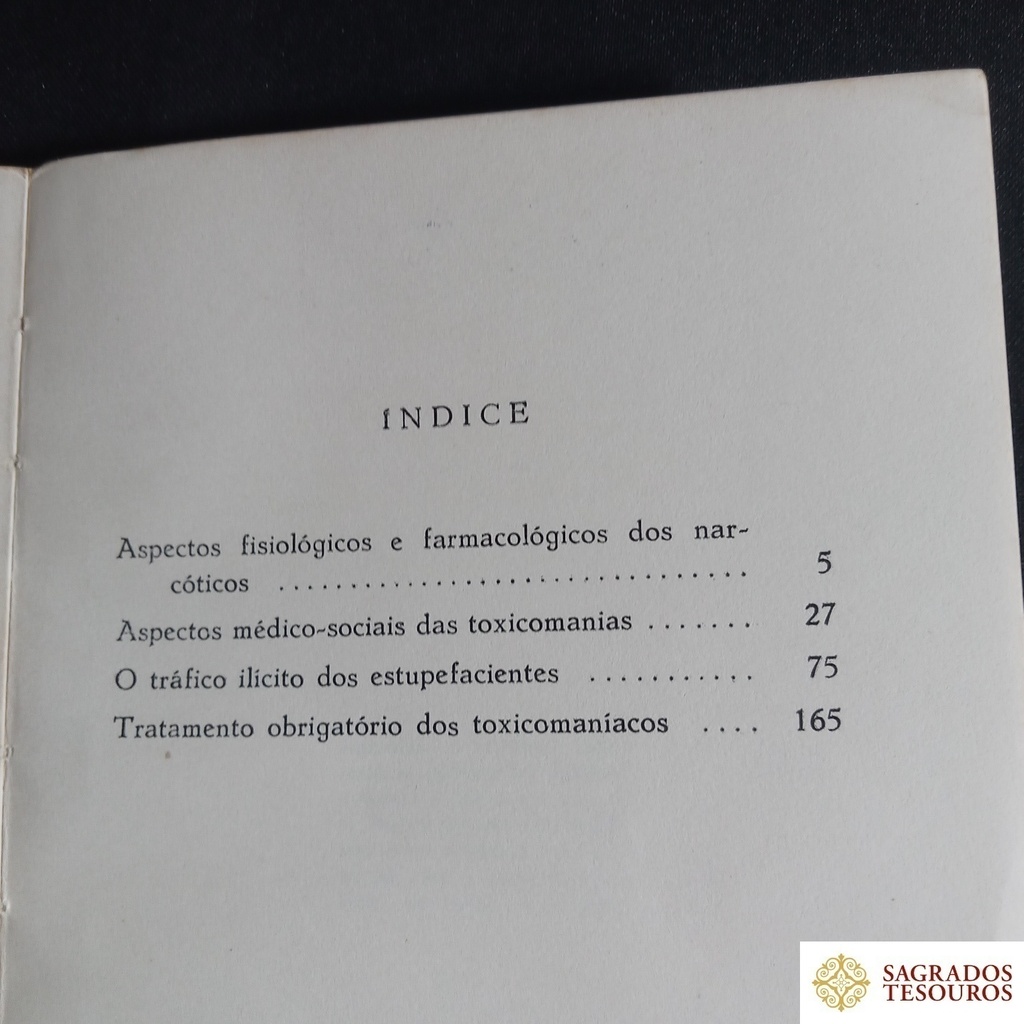 ÍNDICE
Aspectos fisiológicos e farmacológicos dos nar-
cóticos .............................. 5
Aspectos médico-sociais das toxicomanias ....... 27
O tráfico ilícito dos estupefacientes ........... 75
Tratamento obrigatório dos toxicomaníacos .... 165
SAGRADOS
TESOUROS